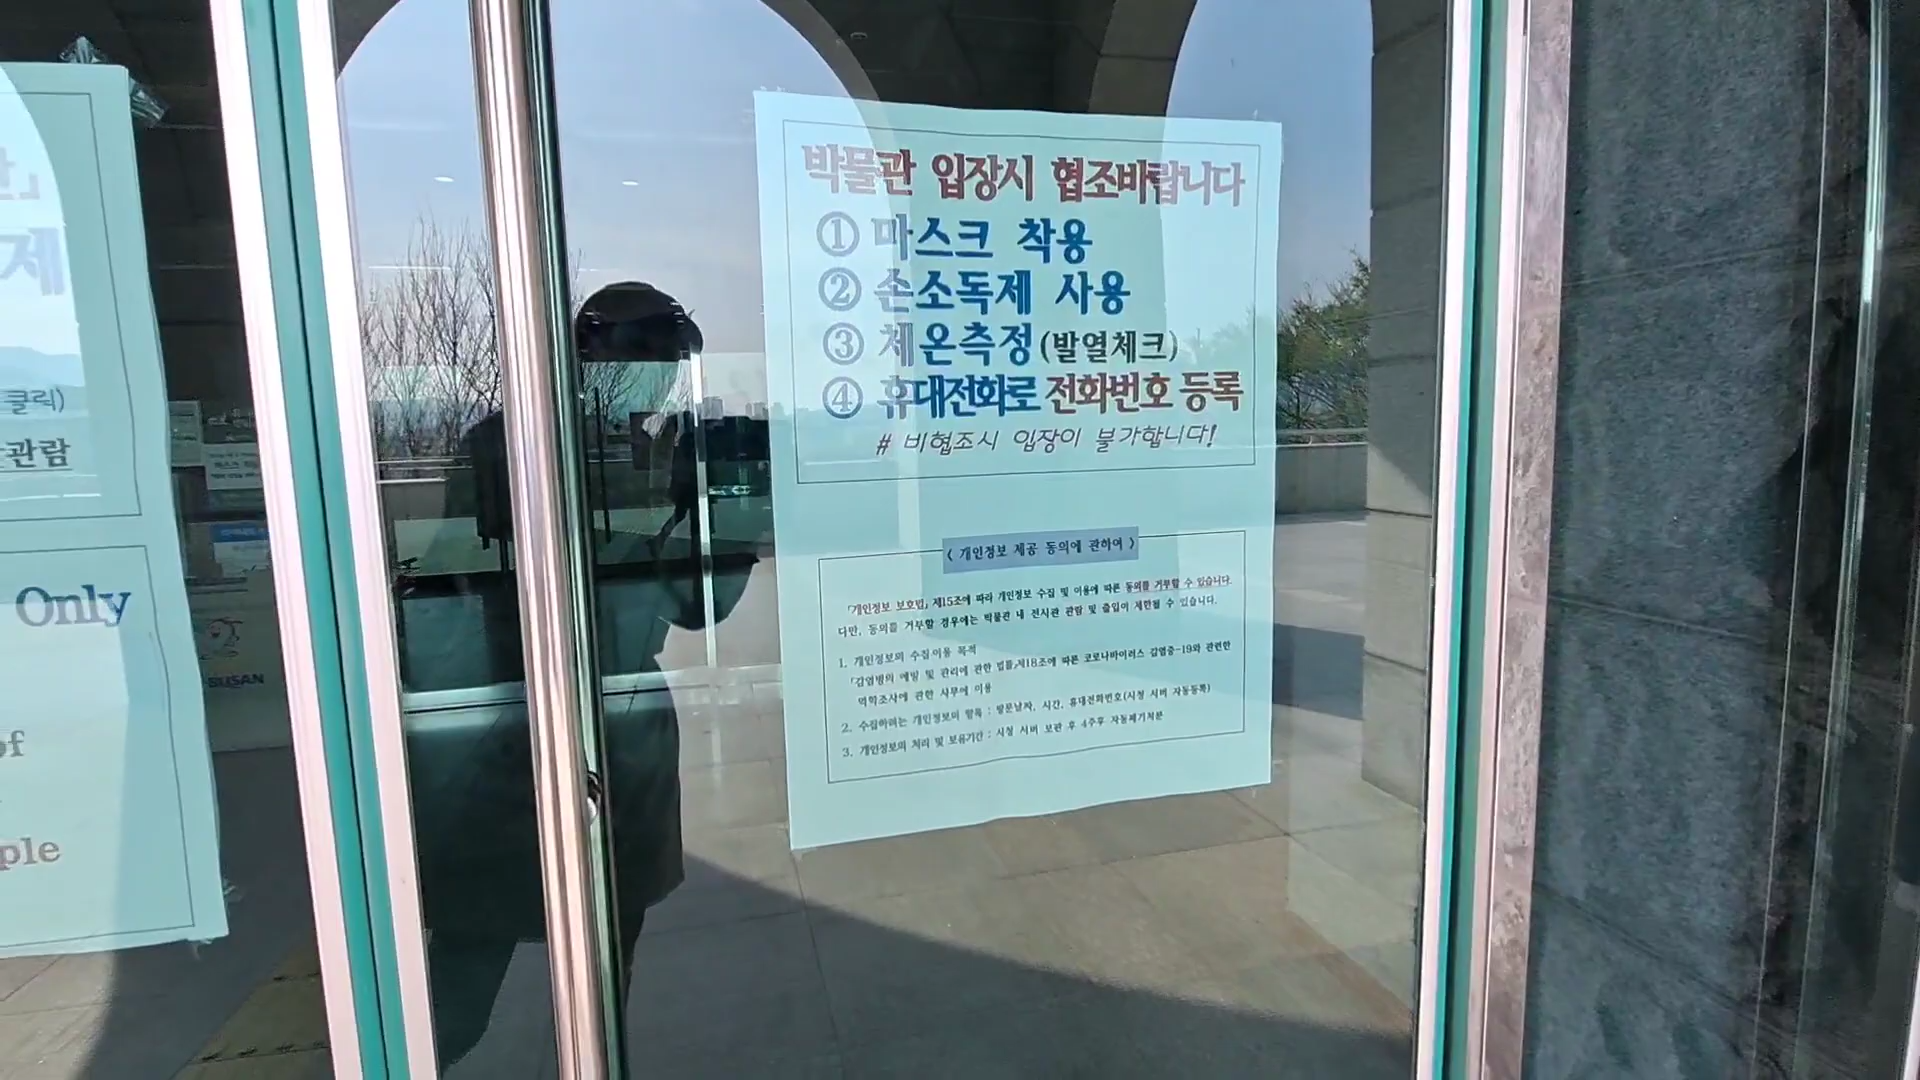 제
클릭)
관람
Only
of
ple
BUSAN
박물관 입장시 협조바랍니다
① 마스크 착용
② 손소독제 사용
③ 체온측정(발열체크)
④ 휴대전화로 전화번호 등록
# 비협조시 입장이 불가합니다!
< 개인정보 제공 동의에 관하여 >
「개인정보 보호법」 제15조에 따라 개인정보 수집 및 이용에 따른 동의를 거부할 수 있습니다.
다만, 동의를 거부할 경우에는 박물관 내 전시관 관람 및 출입이 제한될 수 있습니다.
1. 개인정보의 수집·이용 목적
「감염병의 예방 및 관리에 관한 법률」제18조에 따른 코로나바이러스 감염증-19와 관련한
역학조사에 관한 사무에 이용
2. 수집하려는 개인정보의 항목 : 방문날짜, 시간, 휴대전화번호(시청 서버 자동등록)
3. 개인정보의 처리 및 보유기간 : 시청 서버 보관 후 4주후 자동폐기처분